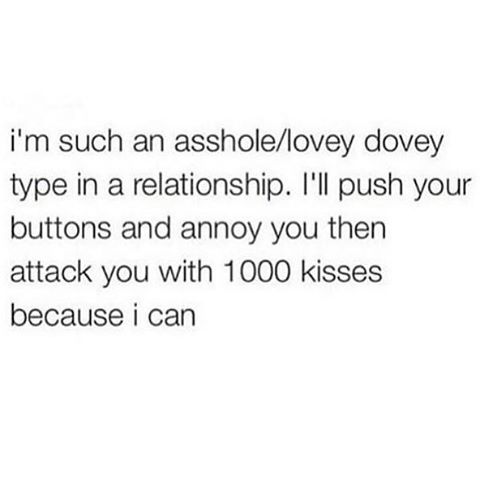 i'm such an asshole/lovey dovey
type in a relationship. I'll push your
buttons and annoy you then
attack you with 1000 kisses
because i can